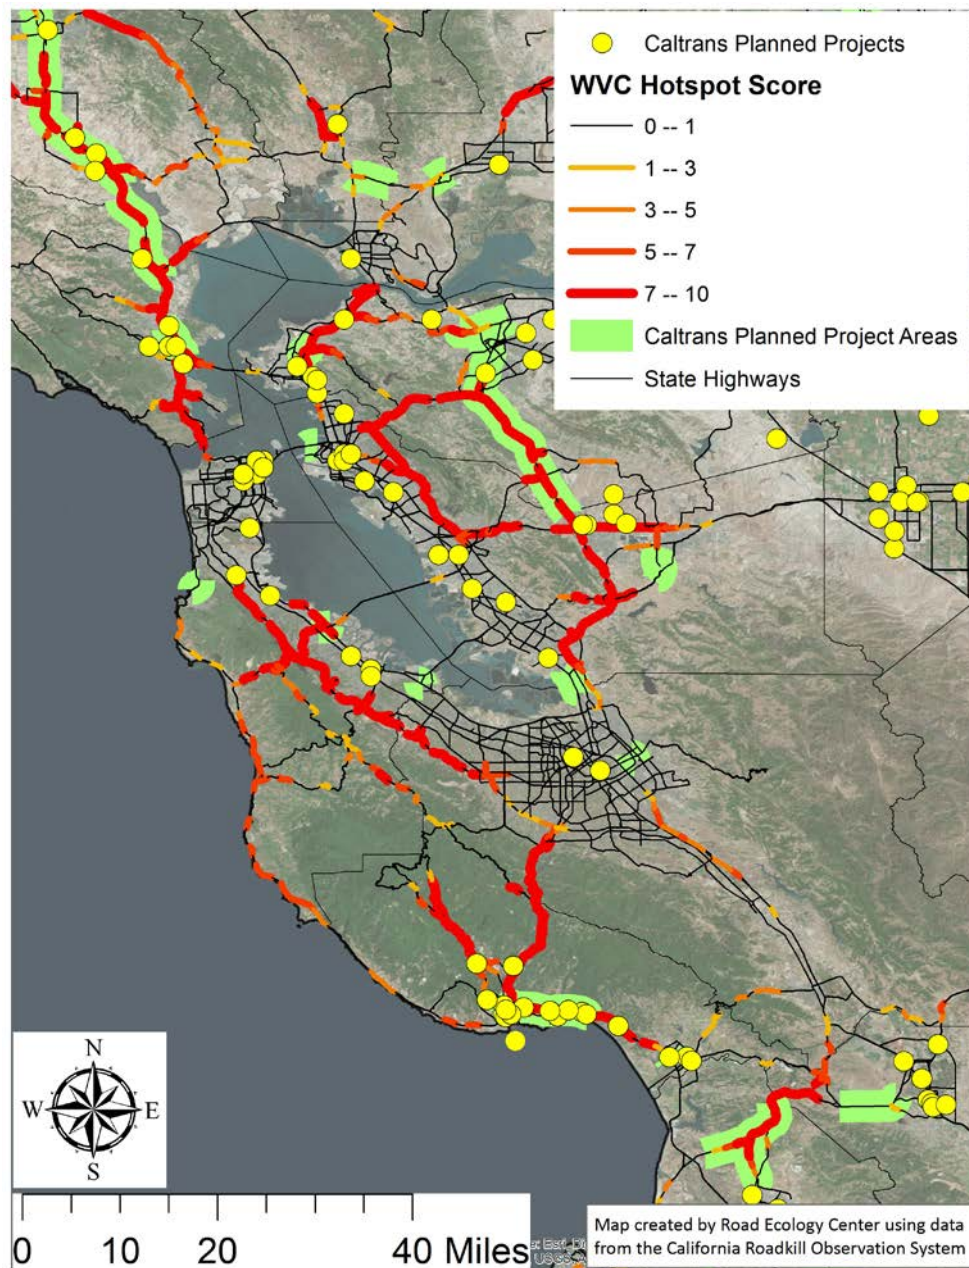 Caltrans Planned Projects
WVC Hotspot Score
0 -- 1
1 -- 3
3 -- 5
5 -- 7
7 -- 10
Caltrans Planned Project Areas
State Highways
N
W E
S
0 10 20 40 Miles
Map created by Road Ecology Center using data
from the California Roadkill Observation System